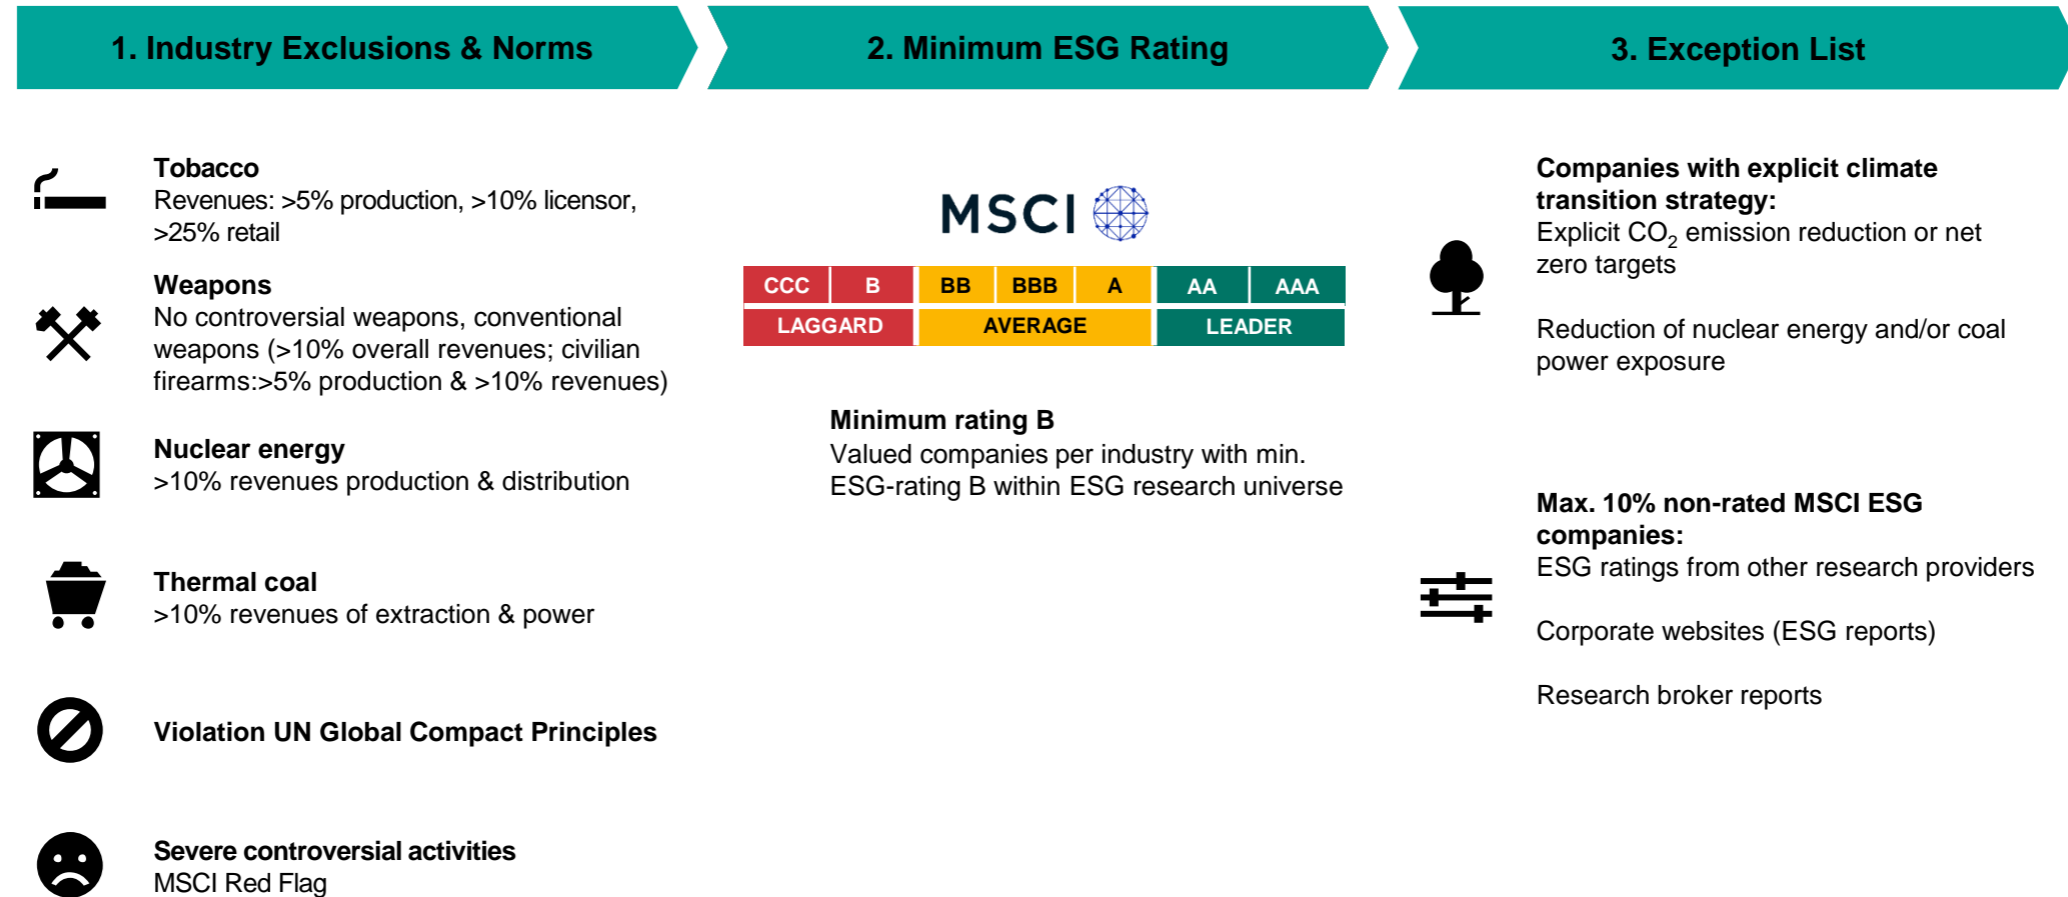 1. Industry Exclusions & Norms
2. Minimum ESG Rating
3. Exception List
Tobacco
Revenues: >5% production, >10% licensor,
>25% retail
Weapons
No controversial weapons, conventional
weapons (>10% overall revenues; civilian
firearms:>5% production & >10% revenues)
Nuclear energy
>10% revenues production & distribution
Thermal coal
>10% revenues of extraction & power
Violation UN Global Compact Principles
Severe controversial activities
MSCI Red Flag
MSCI
CCC B BB BBB A AA AAA
LAGGARD AVERAGE LEADER
Minimum rating B
Valued companies per industry with min.
ESG-rating B within ESG research universe
Companies with explicit climate
transition strategy:
Explicit CO₂ emission reduction or net
zero targets
Reduction of nuclear energy and/or coal
power exposure
Max. 10% non-rated MSCI ESG
companies:
ESG ratings from other research providers
Corporate websites (ESG reports)
Research broker reports